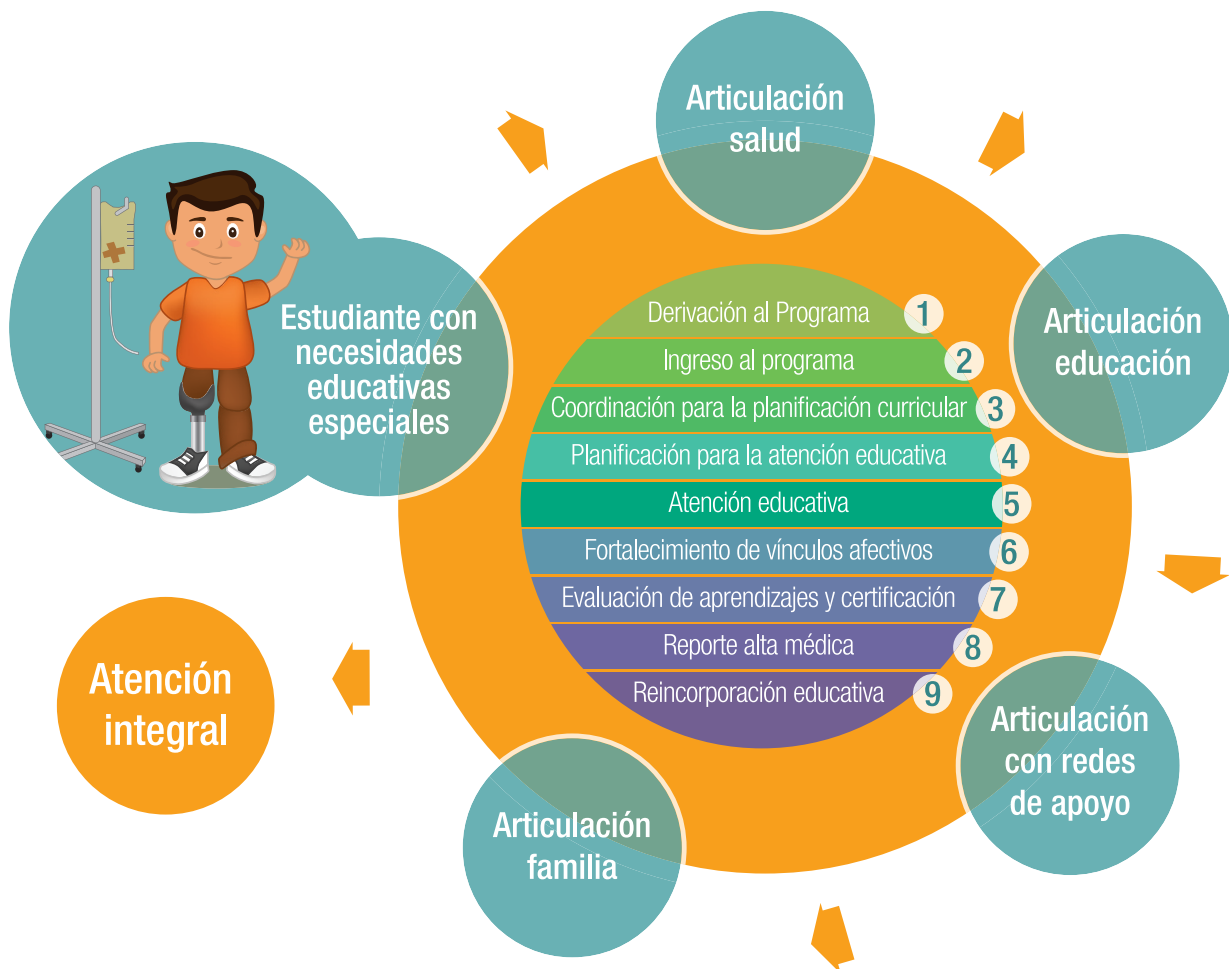 Articulación
salud
Estudiante con
necesidades
educativas
especiales
Articulación
educación
Derivación al Programa 1
Ingreso al programa 2
Coordinación para la planificación curricular 3
Planificación para la atención educativa 4
Atención educativa 5
Fortalecimiento de vínculos afectivos 6
Evaluación de aprendizajes y certificación 7
Reporte alta médica 8
Reincorporación educativa 9
Articulación
con redes
de apoyo
Articulación
familia
Atención
integral